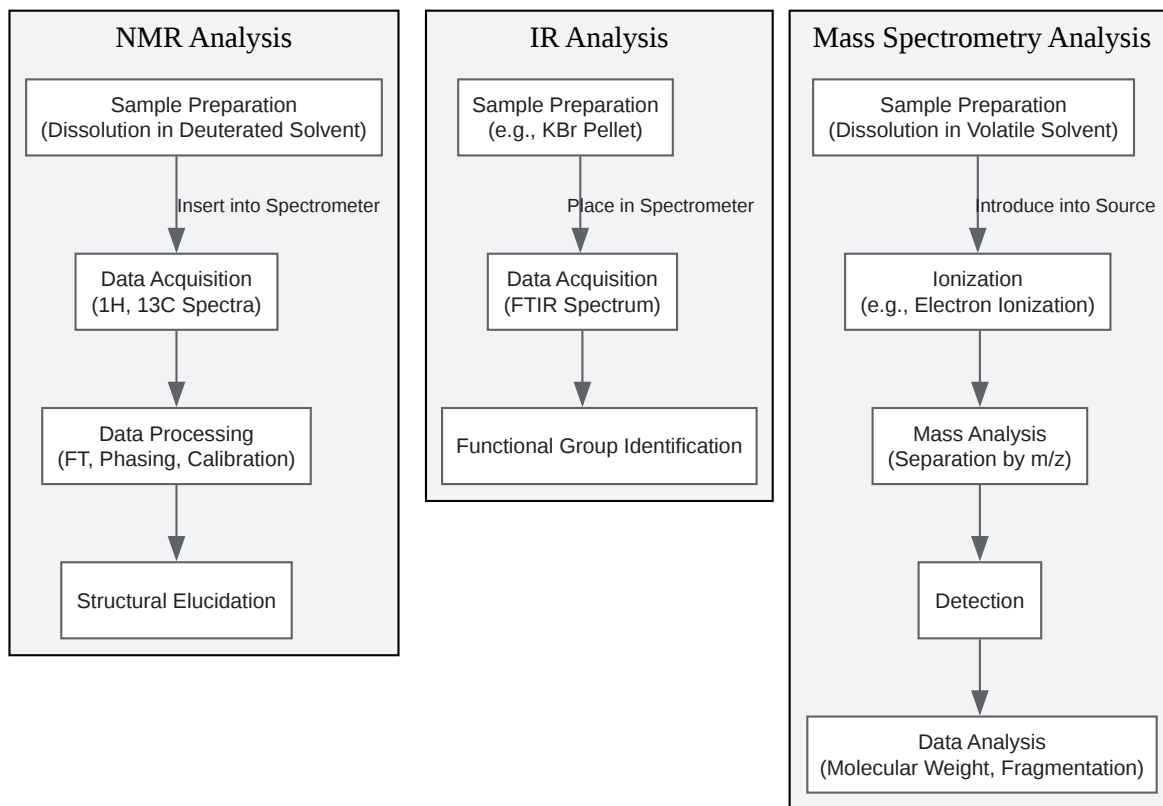 NMR Analysis
Sample Preparation
(Dissolution in Deuterated Solvent)
Insert into Spectrometer
Data Acquisition
(1H, 13C Spectra)
Data Processing
(FT, Phasing, Calibration)
Structural Elucidation
IR Analysis
Sample Preparation
(e.g., KBr Pellet)
Place in Spectrometer
Data Acquisition
(FTIR Spectrum)
Functional Group Identification
Mass Spectrometry Analysis
Sample Preparation
(Dissolution in Volatile Solvent)
Introduce into Source
Ionization
(e.g., Electron Ionization)
Mass Analysis
(Separation by m/z)
Detection
Data Analysis
(Molecular Weight, Fragmentation)